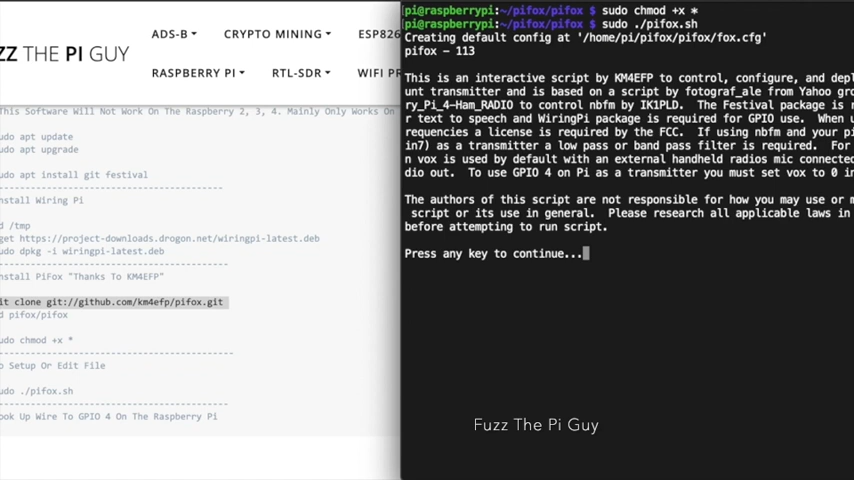 ZZ THE PI GUY
ADS-B
CRYPTO MINING
ESP826
RASPBERRY PI
RTL-SDR
WIFI PR
This Software Will Not Work On The Raspberry 2, 3, 4. Mainly Only Works On
udo apt update
udo apt upgrade
udo apt install git festival
nstall Wiring Pi
d /tmp
get https://project-downloads.drogon.net/wiringpi-latest.deb
udo dpkg -i wiringpi-latest.deb
nstall PiFox "Thanks To KM4EFP"
it clone git://github.com/km4efp/pifox.git
d pifox/pifox
udo chmod +x *
o Setup Or Edit File
udo ./pifox.sh
ook Up Wire To GPIO 4 On The Raspberry Pi
pi@raspberrypi:~/pifox/pifox $ sudo chmod +x *
pi@raspberrypi:~/pifox/pifox $ sudo ./pifox.sh
Creating default config at '/home/pi/pifox/pifox/fox.cfg'
pifox – 113
This is an interactive script by KM4EFP to control, configure, and depl
unt transmitter and is based on a script by fotograf_ale from Yahoo gro
ry_Pi_4-Ham_RADIO to control nbfm by IK1PLD.  The Festival package is r
r text to speech and WiringPi package is required for GPIO use.  When u
requencies a license is required by the FCC.  If using nbfm and your pi
in7) as a transmitter a low pass or band pass filter is required.  For
n vox is used by default with an external handheld radios mic connected
dio out.  To use GPIO 4 on Pi as a transmitter you must set vox to 0 in
The authors of this script are not responsible for how you may use or m
script or its use in general.  Please research all applicable laws in
before attempting to run script.
Press any key to continue...
Fuzz The Pi Guy